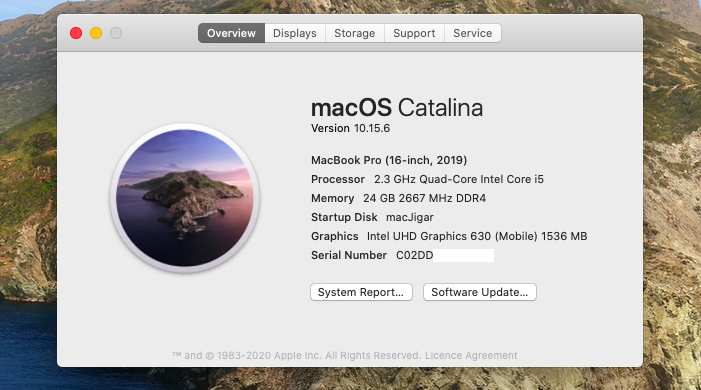 Overview Displays Storage Support Service
macOS Catalina
Version 10.15.6
MacBook Pro (16-inch, 2019)
Processor 2.3 GHz Quad-Core Intel Core i5
Memory 24 GB 2667 MHz DDR4
Startup Disk macJigar
Graphics Intel UHD Graphics 630 (Mobile) 1536 MB
Serial Number C02DD
System Report... Software Update...
™ and © 1983-2020 Apple Inc. All Rights Reserved. Licence Agreement